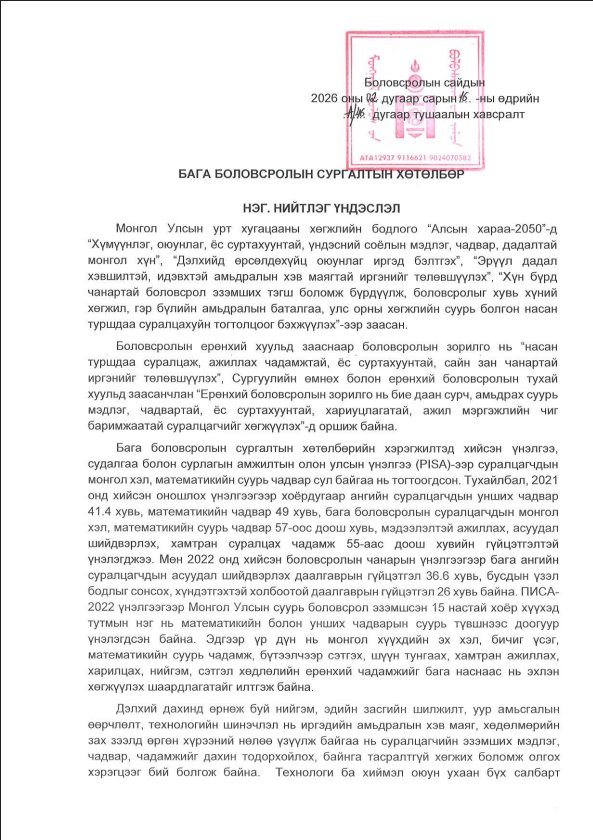 Боловсролын сайдын
2026 оны 02 дугаар сарын 15. -ны өдрийн
дугаар тушаалын хавсралт
ATA12937 9116621 9024070582
БАГА БОЛОВСРОЛЫН СУРГАЛТЫН ХӨТӨЛБӨР
НЭГ. НИЙТЛЭГ ҮНДЭСЛЭЛ
Монгол Улсын урт хугацааны хөгжлийн бодлого “Алсын хараа-2050”-д
“Хүмүүнлэг, оюунлаг, ёс суртахуунтай, үндэсний соёлын мэдлэг, чадвар, дадалтай
монгол хүн”, “Дэлхийд өрсөлдөхүйц оюунлаг иргэд бэлтгэх”, “Эрүүл дадал
хэвшилтэй, идэвхтэй амьдралын хэв маягтай иргэнийг төлөвшүүлэх”, “Хүн бүрд
чанартай боловсрол эзэмших тэгш боломж бүрдүүлж, боловсролыг хувь хүний
хөгжил, гэр бүлийн амьдралын баталгаа, улс орны хөгжлийн суурь болгон насан
туршдаа суралцахуйн тогтолцоог бэхжүүлэх”-ээр заасан.
Боловсролын ерөнхий хуульд зааснаар боловсролын зорилго нь “насан
туршдаа суралцаж, ажиллах чадамжтай, ёс суртахуунтай, сайн зан чанартай
иргэнийг төлөвшүүлэх”, Сургуулийн өмнөх болон ерөнхий боловсролын тухай
хуульд заасанчлан “Ерөнхий боловсролын зорилго нь бие даан сурч, амьдрах суурь
мэдлэг, чадвартай, ёс суртахуунтай, хариуцлагатай, ажил мэргэжлийн чиг
баримжаатай суралцагчийг хөгжүүлэх”-д оршиж байна.
Бага боловсролын сургалтын хөтөлбөрийн хэрэгжилтэд хийсэн үнэлгээ,
судалгаа болон сурлагын амжилтын олон улсын үнэлгээ (PISA)-ээр суралцагчдын
монгол хэл, математикийн суурь чадвар сул байгаа нь тогтоогдсон. Тухайлбал, 2021
онд хийсэн оношлох үнэлгээгээр хоёрдугаар ангийн суралцагчдын унших чадвар
41.4 хувь, математикийн чадвар 49 хувь, бага боловсролын суралцагчдын монгол
хэл, математикийн суурь чадвар 57-оос доош хувь, мэдээлэлтэй ажиллах, асуудал
шийдвэрлэх, хамтран суралцах чадамж 55-аас доош хувийн гүйцэтгэлтэй
үнэлэгджээ. Мөн 2022 онд хийсэн боловсролын чанарын үнэлгээгээр бага ангийн
суралцагчдын асуудал шийдвэрлэх даалгаврын гүйцэтгэл 36.6 хувь, бусдын үзэл
бодлыг сонсох, хүндэтгэхтэй холбоотой даалгаврын гүйцэтгэл 26 хувь байна. ПИСА-
2022 үнэлгээгээр Монгол Улсын суурь боловсрол эзэмшсэн 15 настай хоёр хүүхэд
тутмын нэг нь математикийн болон унших чадварын суурь түвшнээс доогуур
үнэлэгдсэн байна. Эдгээр үр дүн нь монгол хүүхдийн эх хэл, бичиг үсэг,
математикийн суурь чадамж, бүтээлчээр сэтгэх, шүүн тунгаах, хамтран ажиллах,
харилцах, нийгэм, сэтгэл хөдлөлийн ерөнхий чадамжийг бага наснаас нь эхлэн
хөгжүүлэх шаардлагатайг илтгэж байна.
Дэлхий дахинд өрнөж буй нийгэм, эдийн засгийн шилжилт, уур амьсгалын
өөрчлөлт, технологийн шинэчлэл нь иргэдийн амьдралын хэв маяг, хөдөлмөрийн
зах зээлд өргөн хүрээний нөлөө үзүүлж байгаа нь суралцагчийн эзэмших мэдлэг,
чадвар, чадамжийг дахин тодорхойлох, байнга тасралтгүй хөгжих боломж олгох
хэрэгцээг бий болгож байна. Технологи ба хиймэл оюун ухаан бүх салбарт